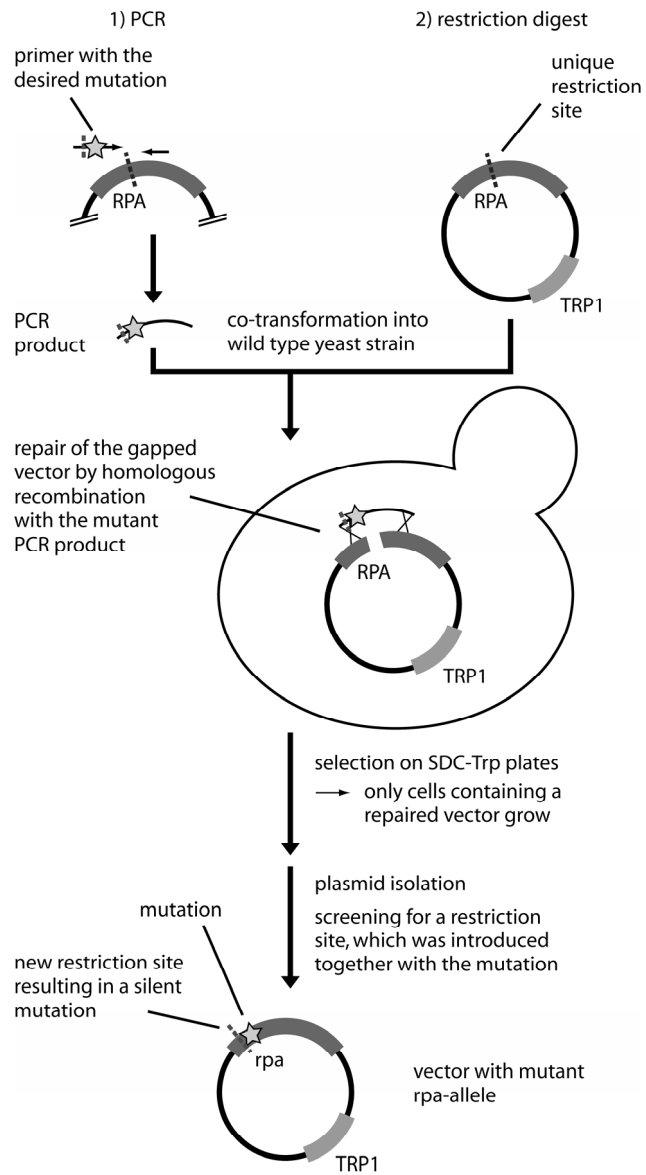 1) PCR
2) restriction digest
primer with the
desired mutation
unique
restriction
site
RPA
RPA
TRP1
PCR
product
co-transformation into
wild type yeast strain
repair of the gapped
vector by homologous
recombination
with the mutant
PCR product
RPA
TRP1
selection on SDC-Trp plates
only cells containing a
repaired vector grow
plasmid isolation
screening for a restriction
site, which was introduced
together with the mutation
mutation
new restriction site
resulting in a silent
mutation
rpa
vector with mutant
rpa-allele
TRP1